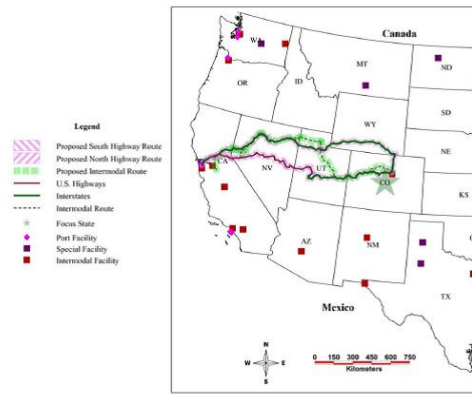 Legend
Proposed South Highway Route
Proposed North Highway Route
Proposed Intermodal Route
U.S. Highways
Interstates
Intermodal Route
Focus State
Port Facility
Special Facility
Intermodal Facility
Canada
WA
MT
ND
OR
ID
SD
WY
NE
CA
NV
UT
CO
KS
AZ
NM
TX
Mexico
N
W
E
S
0 150 300 450 600 750
Kilometers